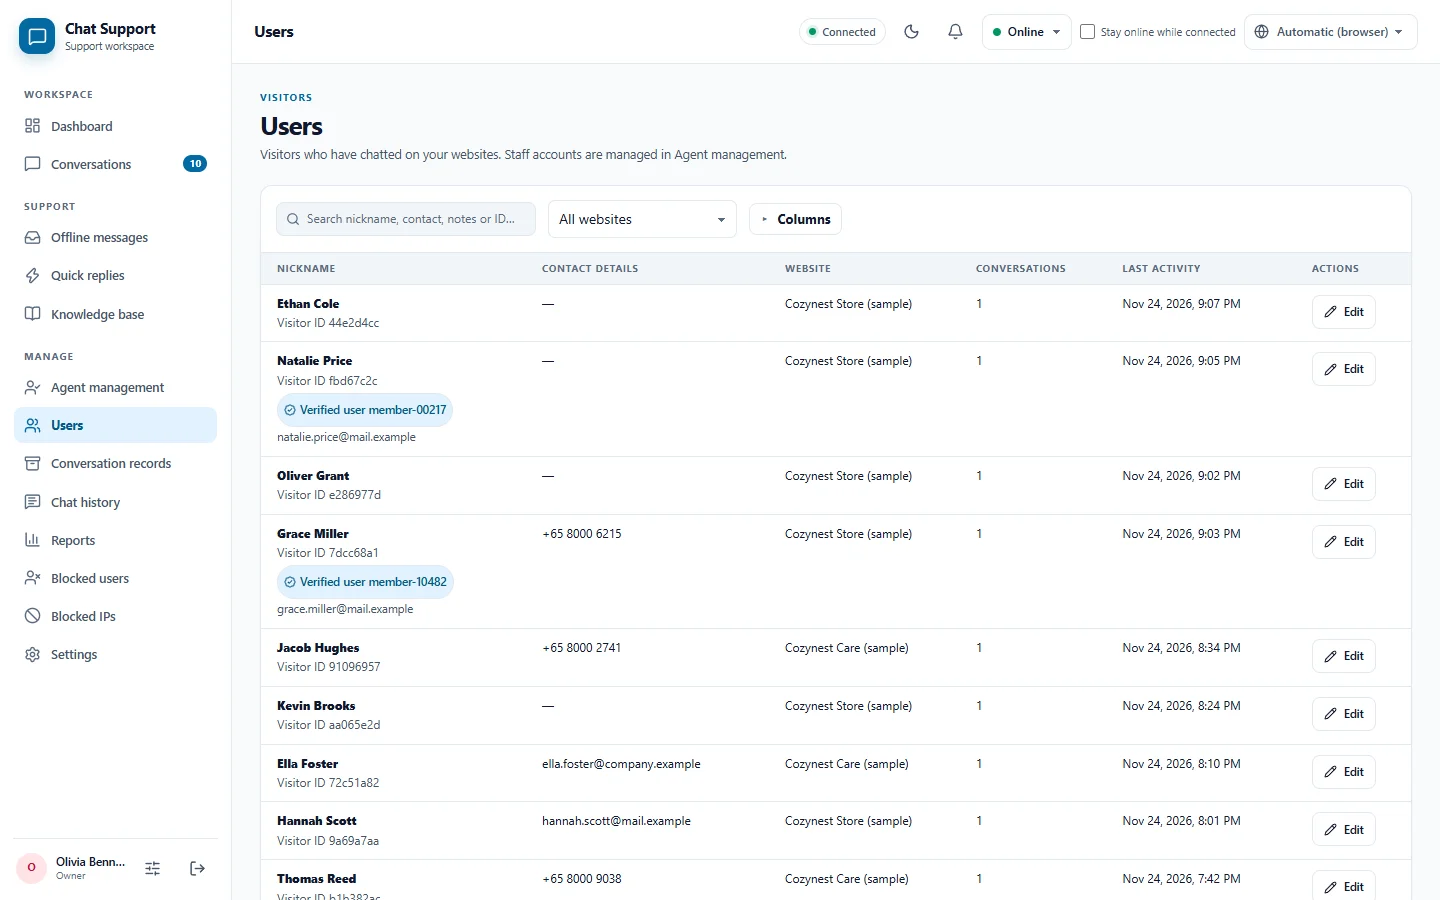 Chat Support
Support workspace
WORKSPACE
Dashboard
Conversations 10
SUPPORT
Offline messages
Quick replies
Knowledge base
MANAGE
Agent management
Users
Conversation records
Chat history
Reports
Blocked users
Blocked IPs
Settings
O
Olivia Benn...
Owner
Users
Connected
Online
Stay online while connected
Automatic (browser)
VISITORS
Users
Visitors who have chatted on your websites. Staff accounts are managed in Agent management.
Search nickname, contact, notes or ID...
All websites
Columns
NICKNAME CONTACT DETAILS WEBSITE CONVERSATIONS LAST ACTIVITY ACTIONS
Ethan Cole — Cozynest Store (sample) 1 Nov 24, 2026, 9:07 PM Edit
Visitor ID 44e2d4cc
Natalie Price — Cozynest Store (sample) 1 Nov 24, 2026, 9:05 PM Edit
Visitor ID fbd67c2c
Verified user member-00217
natalie.price@mail.example
Oliver Grant — Cozynest Store (sample) 1 Nov 24, 2026, 9:02 PM Edit
Visitor ID e286977d
Grace Miller +65 8000 6215 Cozynest Store (sample) 1 Nov 24, 2026, 9:03 PM Edit
Visitor ID 7dcc68a1
Verified user member-10482
grace.miller@mail.example
Jacob Hughes +65 8000 2741 Cozynest Care (sample) 1 Nov 24, 2026, 8:34 PM Edit
Visitor ID 91096957
Kevin Brooks — Cozynest Store (sample) 1 Nov 24, 2026, 8:24 PM Edit
Visitor ID aa065e2d
Ella Foster ella.foster@company.example Cozynest Care (sample) 1 Nov 24, 2026, 8:10 PM Edit
Visitor ID 72c51a82
Hannah Scott hannah.scott@mail.example Cozynest Store (sample) 1 Nov 24, 2026, 8:01 PM Edit
Visitor ID 9a69a7aa
Thomas Reed +65 8000 9038 Cozynest Care (sample) 1 Nov 24, 2026, 7:42 PM Edit
Visitor ID